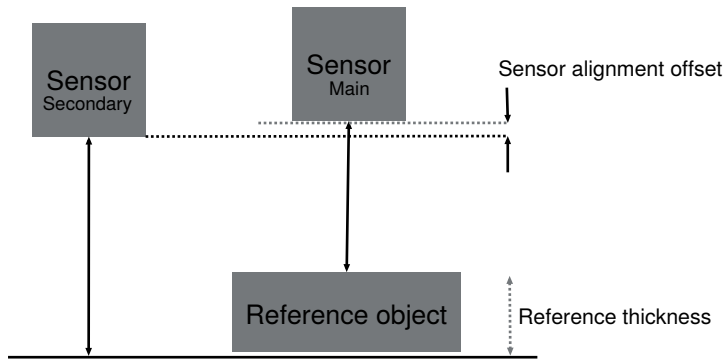 Sensor
Secondary
Sensor
Main
Sensor alignment offset
Reference object
Reference thickness